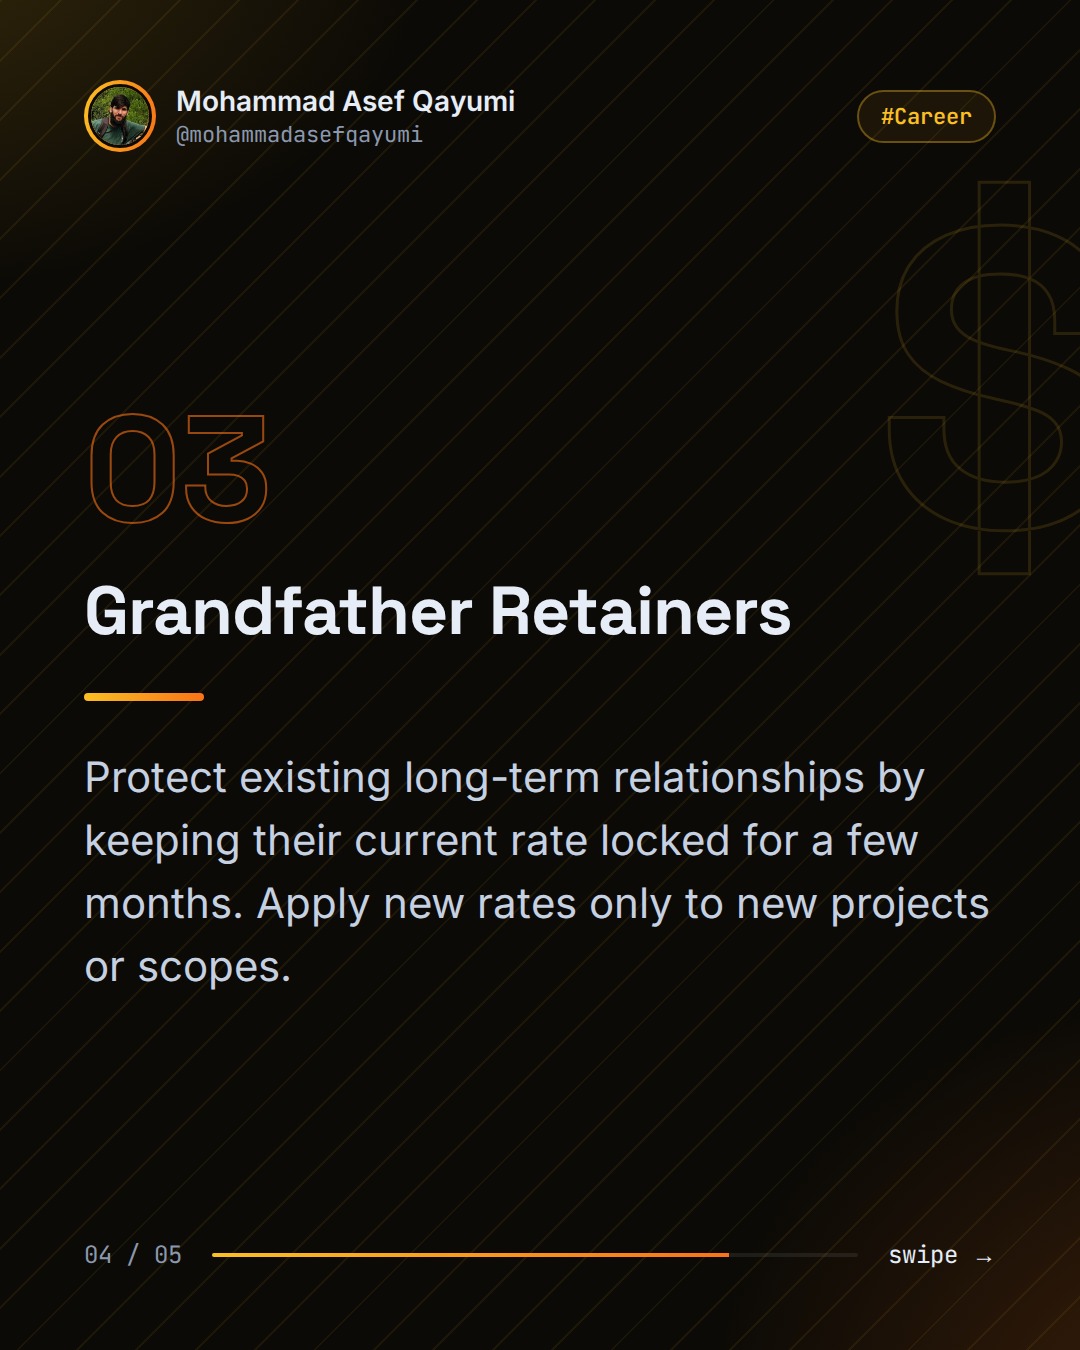 Mohammad Asef Qayumi
@mohammadasefqayumi
#Career
$
03
Grandfather Retainers
Protect existing long-term relationships by
keeping their current rate locked for a few
months. Apply new rates only to new projects
or scopes.
04 / 05
swipe →